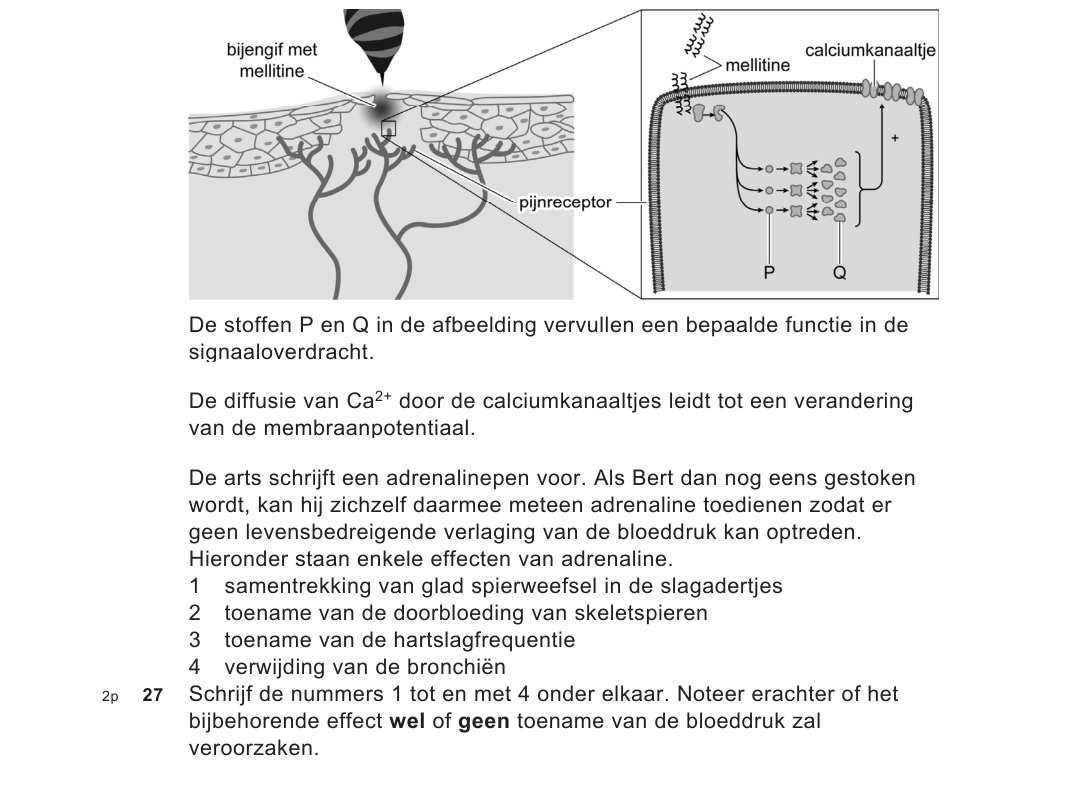 bijengif met
mellitine
mellitine
calciumkanaaltje
+
pijnreceptor
P
Q
De stoffen P en Q in de afbeelding vervullen een bepaalde functie in de
signaaloverdracht.
De diffusie van Ca²⁺ door de calciumkanaaltjes leidt tot een verandering
van de membraanpotentiaal.
De arts schrijft een adrenalinepen voor. Als Bert dan nog eens gestoken
wordt, kan hij zichzelf daarmee meteen adrenaline toedienen zodat er
geen levensbedreigende verlaging van de bloeddruk kan optreden.
Hieronder staan enkele effecten van adrenaline.
1 samentrekking van glad spierweefsel in de slagadertjes
2 toename van de doorbloeding van skeletspieren
3 toename van de hartslagfrequentie
4 verwijding van de bronchiën
2p 27 Schrijf de nummers 1 tot en met 4 onder elkaar. Noteer erachter of het
bijbehorende effect wel of geen toename van de bloeddruk zal
veroorzaken.